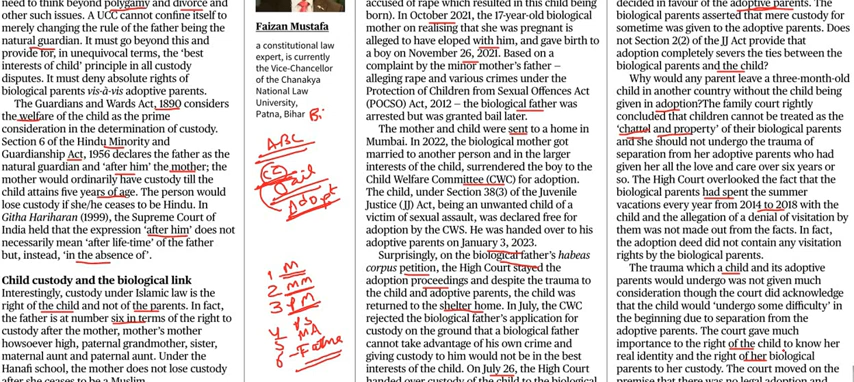 need to think beyond polygamy and divorce and
other such issues. A UCC cannot confine itself to
merely changing the rule of the father being the
natural guardian. It must go beyond this and
provide for, in unequivocal terms, the ‘best
interests of child’ principle in all custody
disputes. It must deny absolute rights of
biological parents vis-à-vis adoptive parents.
The Guardians and Wards Act, 1890 considers
the welfare of the child as the prime
consideration in the determination of custody.
Section 6 of the Hindu Minority and
Guardianship Act, 1956 declares the father as the
natural guardian and ‘after him’ the mother; the
mother would ordinarily have custody till the
child attains five years of age. The person would
lose custody if she/he ceases to be Hindu. In
Githa Hariharan (1999), the Supreme Court of
India held that the expression ‘after him’ does not
necessarily mean ‘after life-time’ of the father
but, instead, ‘in the absence of’.
Child custody and the biological link
Interestingly, custody under Islamic law is the
right of the child and not of the parents. In fact,
the father is at number six in terms of the right to
custody after the mother, mother’s mother
howsoever high, paternal grandmother, sister,
maternal aunt and paternal aunt. Under the
Hanafi school, the mother does not lose custody
after she ceases to be a Muslim.
Faizan Mustafa
a constitutional law
expert, is currently
the Vice-Chancellor
of the Chanakya
National Law
University,
Patna, Bihar
Bi
ABC
Bail
Adopt
1 M
2 MM
3 PM
4 S
5 MA
6 - Father
accused of rape which resulted in this child being
born). In October 2021, the 17-year-old biological
mother on realising that she was pregnant
alleged to have eloped with him, and gave birth to
a boy on November 26, 2021. Based on a
complaint by the minor mother’s father –
alleging rape and various crimes under the
Protection of Children from Sexual Offences Act
(POCSO) Act, 2012 – the biological father was
arrested but was granted bail later.
The mother and child were sent to a home in
Mumbai. In 2022, the biological mother got
married to another person and in the larger
interests of the child, surrendered the boy to the
Child Welfare Committee (CWC) for adoption.
The child, under Section 38(3) of the Juvenile
Justice (JJ) Act, being an unwanted child of a
victim of sexual assault, was declared free for
adoption by the CWS. He was handed over to his
adoptive parents on January 3, 2023.
Surprisingly, on the biological father’s habeas
corpus petition, the High Court stayed the
adoption proceedings and despite the trauma to
the child and adoptive parents, the child was
returned to the shelter home. In July, the CWC
rejected the biological father’s application for
custody on the ground that a biological father
cannot take advantage of his own crime and
giving custody to him would not be in the best
interests of the child. On July 26, the High Court
handed over custody of the child to the biological
decided in favour of the adoptive parents. The
biological parents asserted that mere custody for
sometime was given to the adoptive parents. Does
not Section 2(2) of the JJ Act provide that
adoption completely severs the ties between the
biological parents and the child?
Why would any parent leave a three-month-old
child in another country without the child being
given in adoption?The family court rightly
concluded that children cannot be treated as the
‘chattel and property’ of their biological parents
and she should not undergo the trauma of
separation from her adoptive parents who had
given her all the love and care over six years or
so. The High Court overlooked the fact that the
biological parents had spent the summer
vacations every year from 2014 to 2018 with the
child and the allegation of denial of visitation by
them was not made out from the facts. In fact,
the adoption deed did not contain any visitation
rights by the biological parents.
The trauma which a child and its adoptive
parents would undergo was not given much
consideration though the court did acknowledge
that the child would ‘undergo some difficulty’ in
the beginning due to separation from the
adoptive parents. The court gave much
importance to the right of the child to know her
real identity and the right of her biological
parents to her custody. The court moved on the
premise that there was no legal adoption and